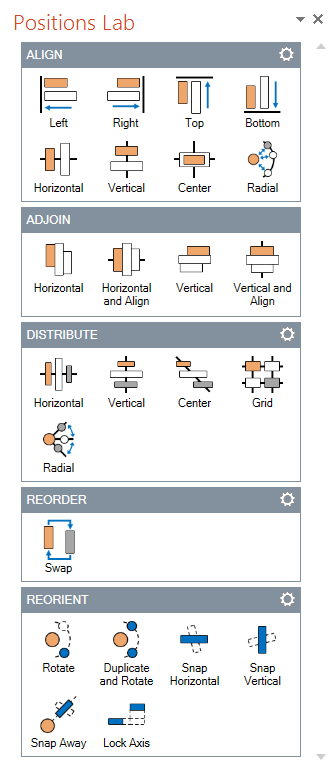 Positions Lab
ALIGN
Left Right Top Bottom
Horizontal Vertical Center Radial
ADJOIN
Horizontal Horizontal Vertical Vertical and
and Align Align
DISTRIBUTE
Horizontal Vertical Center Grid
Radial
REORDER
Swap
REORIENT
Rotate Duplicate Snap Snap
and Rotate Horizontal Vertical
Snap Away Lock Axis